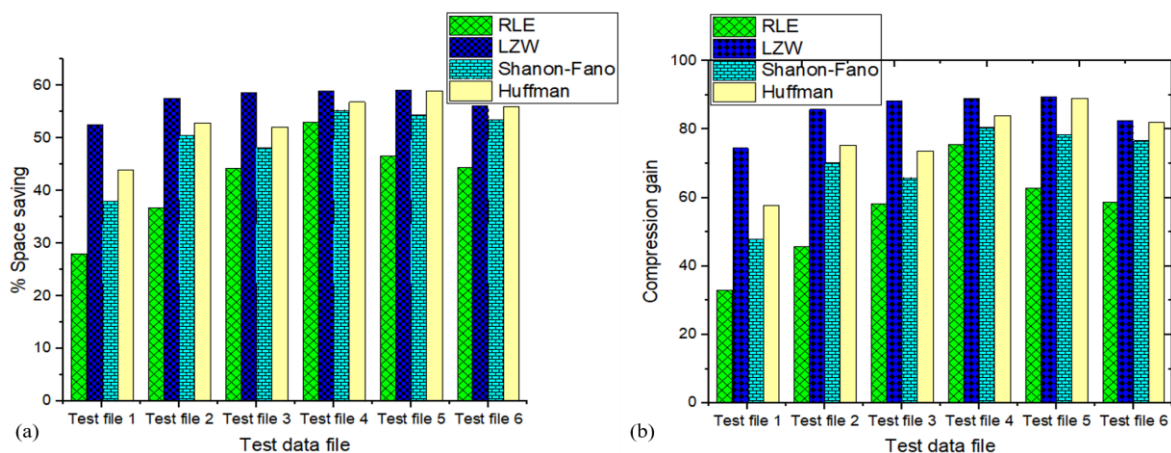 RLE
LZW
Shanon-Fano
Huffman
% Space saving
60
50
40
30
20
10
0
Test file 1 Test file 2 Test file 3 Test file 4 Test file 5 Test file 6
Test data file
(a)
RLE
LZW
Shanon-Fano
Huffman
Compression gain
100
80
60
40
20
0
Test file 1 Test file 2 Test file 3 Test file 4 Test file 5 Test file 6
Test data file
(b)